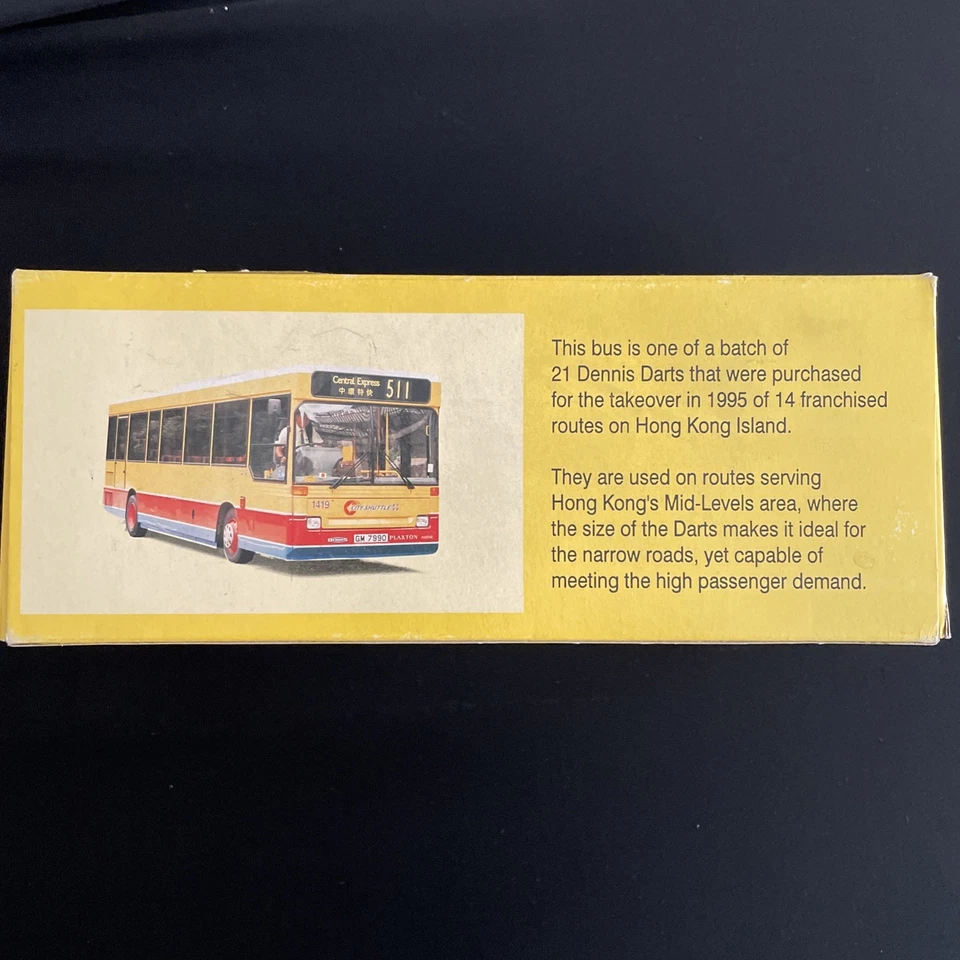 Central Express
中環特快
511
1419
CITY SHUTTLE
GM 7990
PLAXTON
This bus is one of a batch of
21 Dennis Darts that were purchased
for the takeover in 1995 of 14 franchised
routes on Hong Kong Island.
They are used on routes serving
Hong Kong's Mid-Levels area, where
the size of the Darts makes it ideal for
the narrow roads, yet capable of
meeting the high passenger demand.